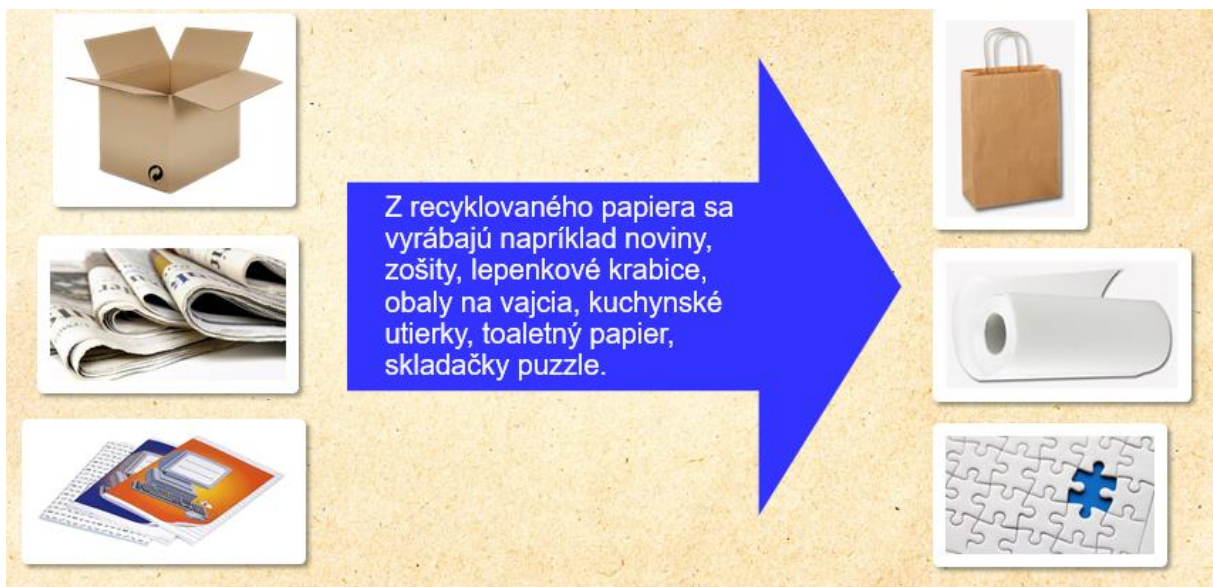 Z recyklovaného papiera sa
vyrábajú napríklad noviny,
zošity, lepenkové krabice,
obaly na vajcia, kuchynské
utierky, toaletný papier,
skladačky puzzle.